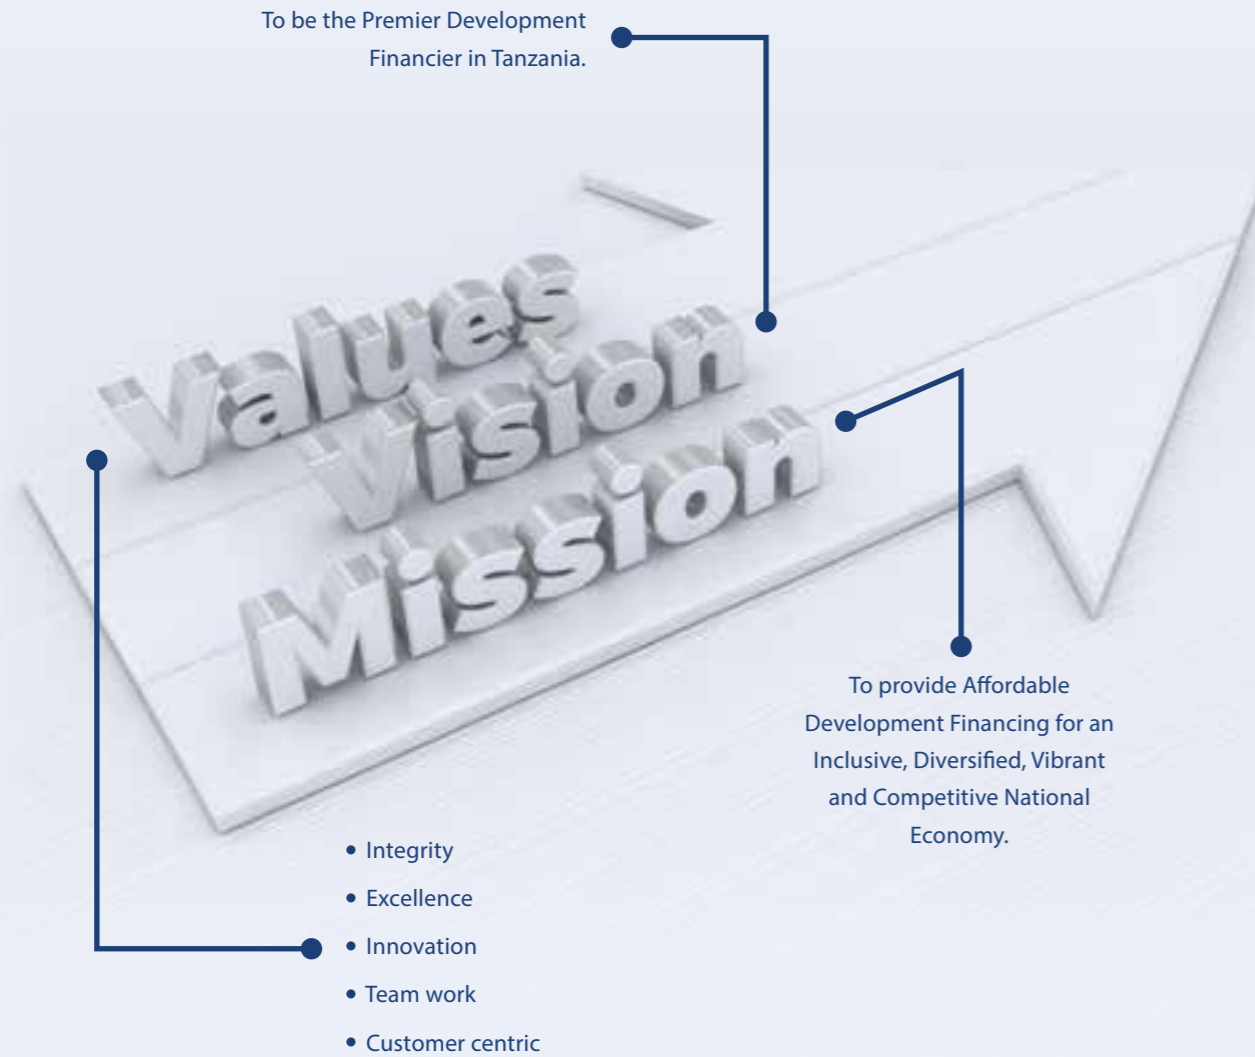 To be the Premier Development
Financier in Tanzania.
Values
Vision
Mission
To provide Affordable
Development Financing for an
Inclusive, Diversified, Vibrant
and Competitive National
Economy.
• Integrity
• Excellence
• Innovation
• Team work
• Customer centric